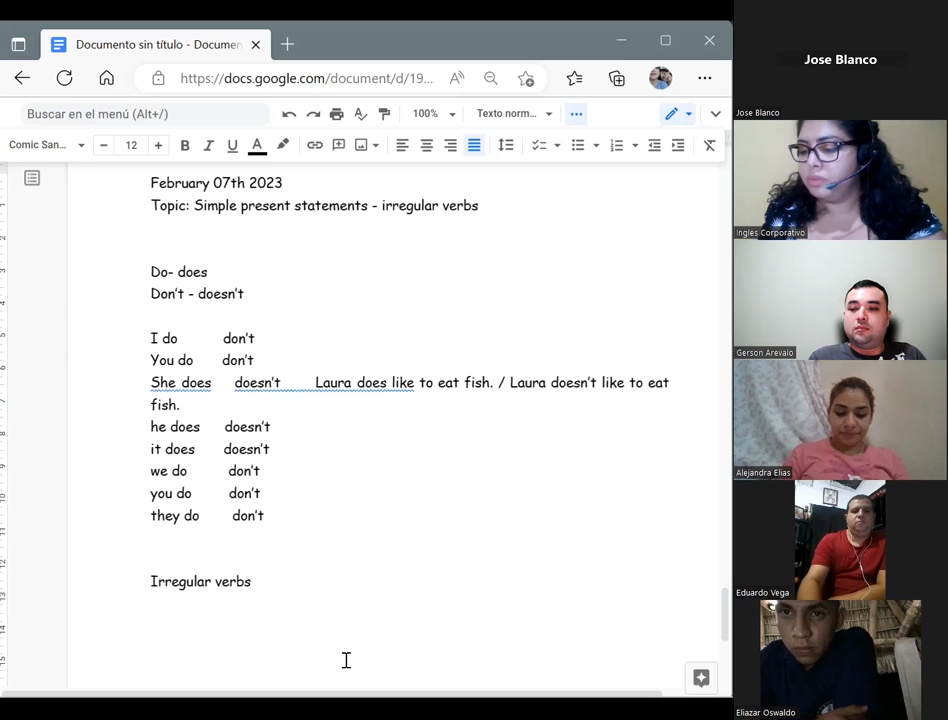 Documento sin título - Documen
https://docs.google.com/document/d/19...
Buscar en el menú (Alt+/)
100%
Texto norm...
Comic San...
12
February 07th 2023
Topic: Simple present statements - irregular verbs
Do- does
Don't - doesn't
I do don't
You do don't
She does doesn't Laura does like to eat fish. / Laura doesn't like to eat
fish.
he does doesn't
it does doesn't
we do don't
you do don't
they do don't
Irregular verbs
Jose Blanco
Jose Blanco
Ingles Corporativo
Gerson Arevalo
Alejandra Elias
Eduardo Vega
Eliazar Oswaldo